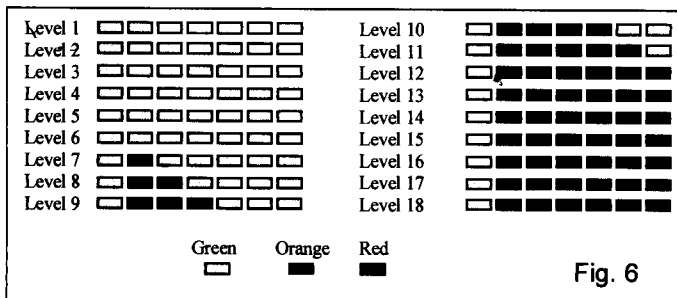 Level 1
Level 2
Level 3
Level 4
Level 5
Level 6
Level 7
Level 8
Level 9
Level 10
Level 11
Level 12
Level 13
Level 14
Level 15
Level 16
Level 17
Level 18
Green Orange Red
Fig. 6